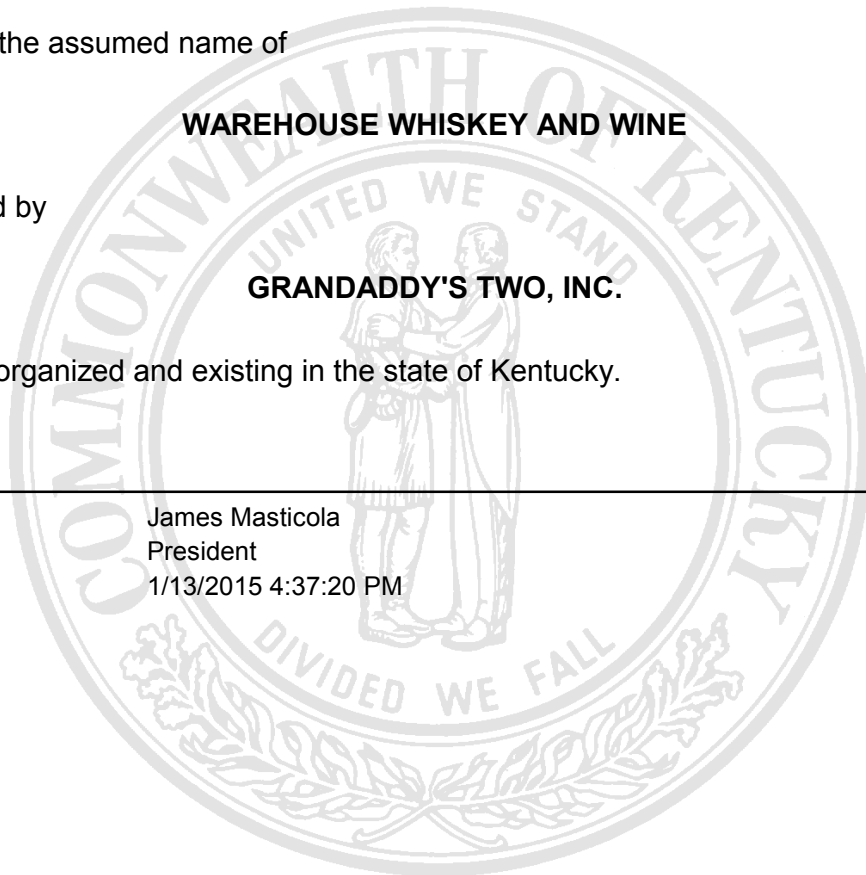 the assumed name of
WAREHOUSE WHISKEY AND WINE
d by
GRANDADDY'S TWO, INC.
organized and existing in the state of Kentucky.
James Masticola
President
1/13/2015 4:37:20 PM
COMMONWEALTH OF KENTUCKY
UNITED WE STAND
DIVIDED WE FALL